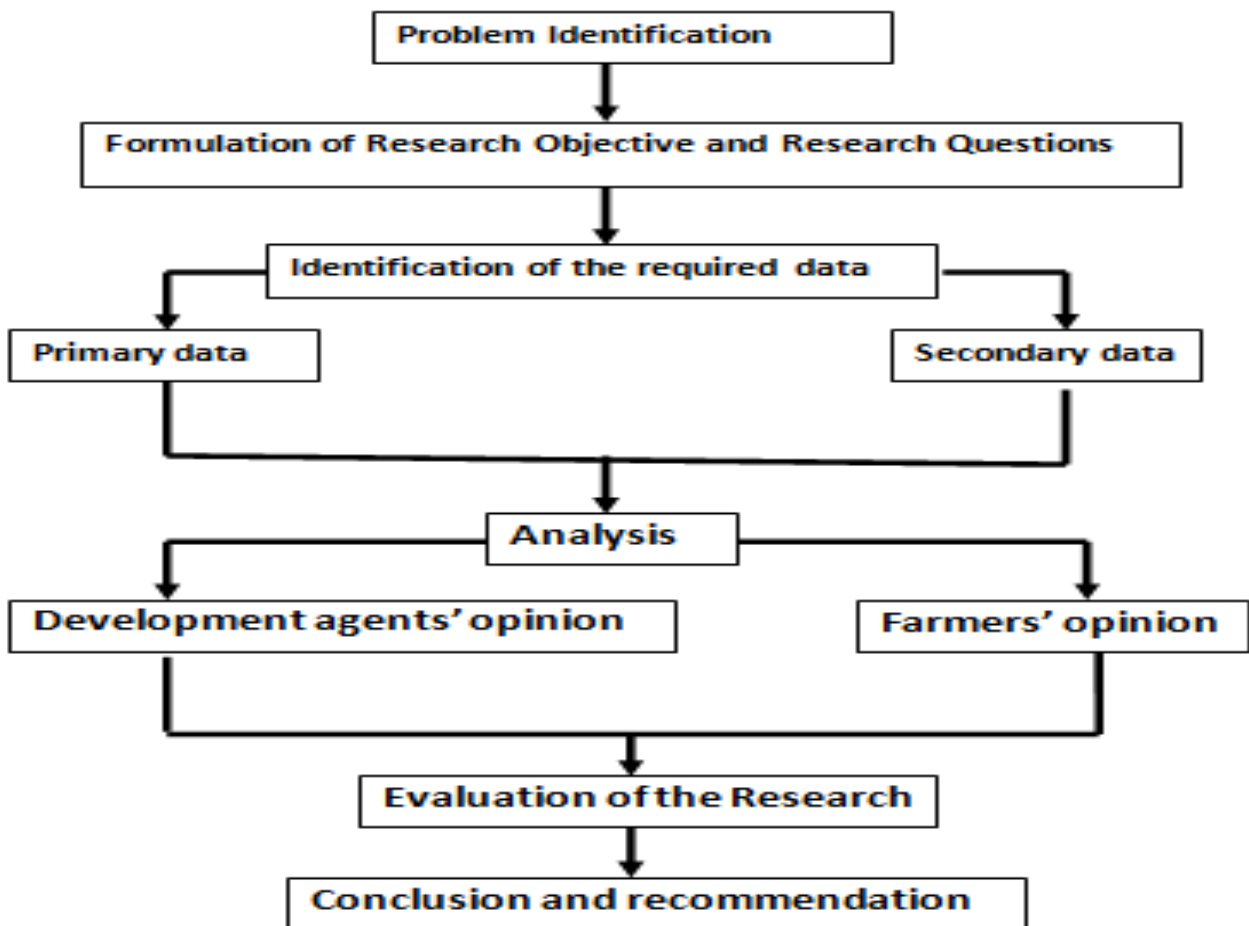 Problem Identification
Formulation of Research Objective and Research Questions
Identification of the required data
Primary data
Secondary data
Analysis
Development agents’ opinion
Farmers’ opinion
Evaluation of the Research
Conclusion and recommendation